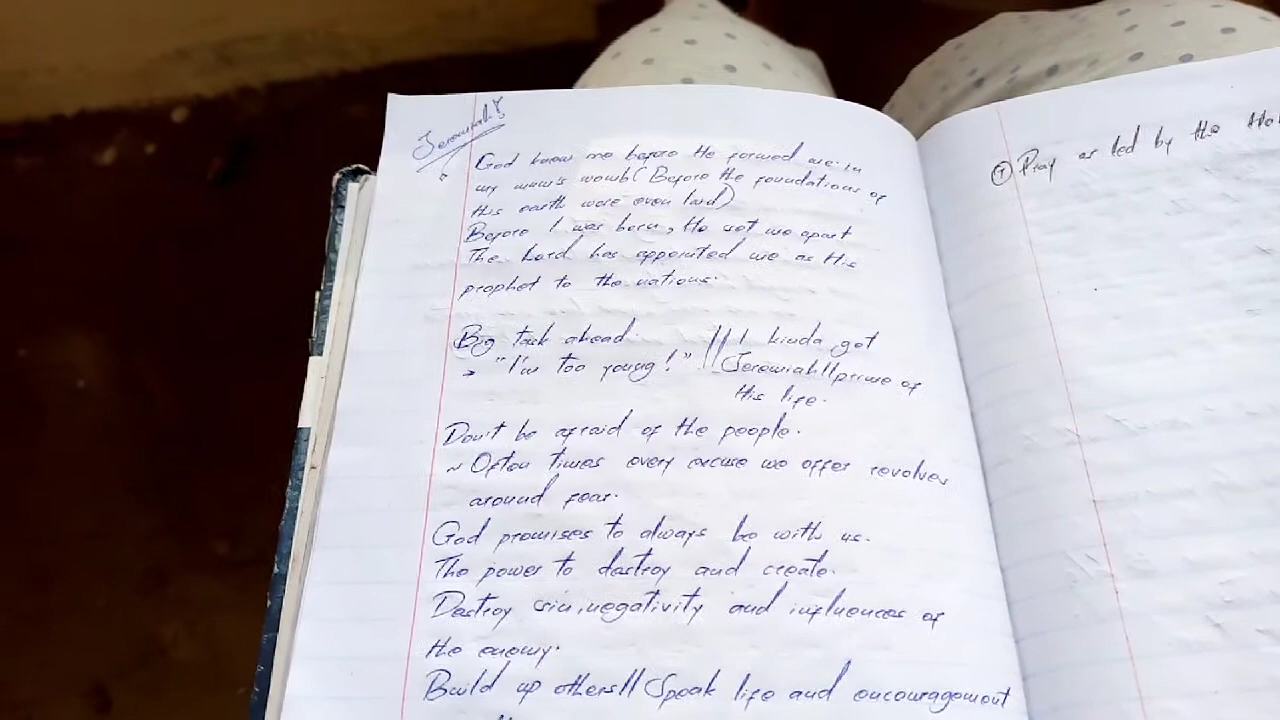 Jeremiah
God knew me before He formed me in
my mum's womb (Before the foundations of
this earth were even laid)
Before I was born, He set me apart
The Lord has appointed me as His
prophet to the nations.
Big task ahead.
→ "I'm too young!" || I kinda got
Jeremiah || of
His life.
Don't be afraid of the people.
~ Often times every excuse we offer revolves
around fear.
God promises to always be with us.
The power to destroy and create.
Destroy sin, negativity and influences of
the enemy.
Build up others || Speak life and encouragement
① Pray as led by the